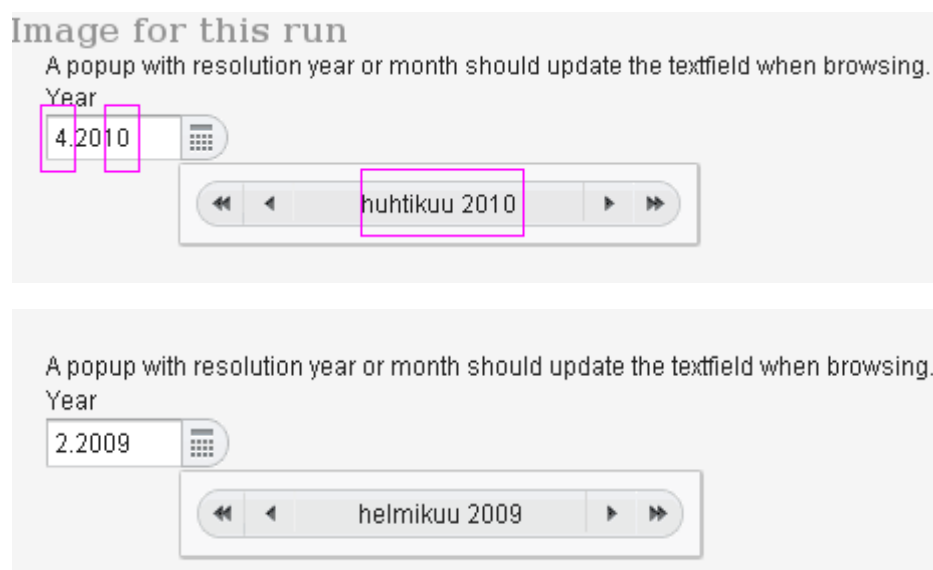 Image for this run
A popup with resolution year or month should update the textfield when browsing.
Year
4.2010
huhtikuu 2010
A popup with resolution year or month should update the textfield when browsing.
Year
2.2009
helmikuu 2009